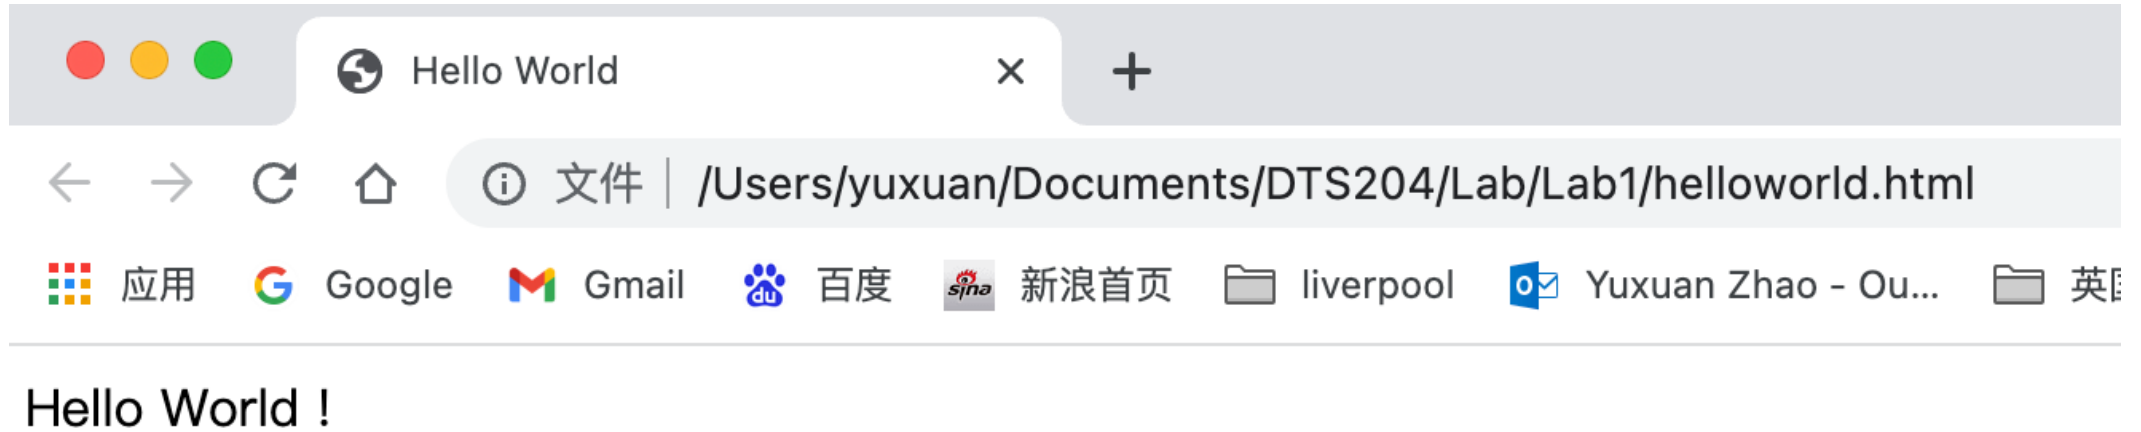 Hello World
文件 /Users/yuxuan/Documents/DTS204/Lab/Lab1/helloworld.html
应用 Google Gmail du 百度 sina 新浪首页 liverpool Yuxuan Zhao - Ou...
Hello World !